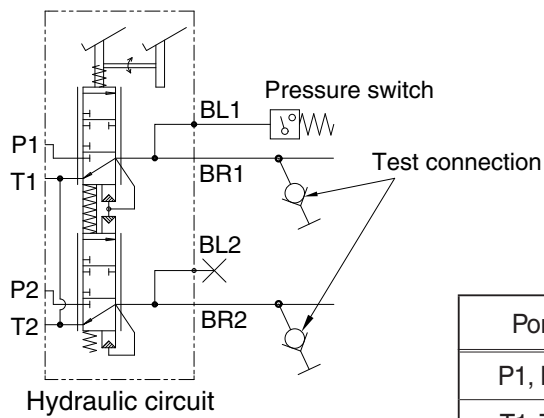 Pressure switch
BL1
P1
BR1
T1
Test connection
BL2
P2
BR2
T2
Hydraulic circuit
Por
P1,
T1